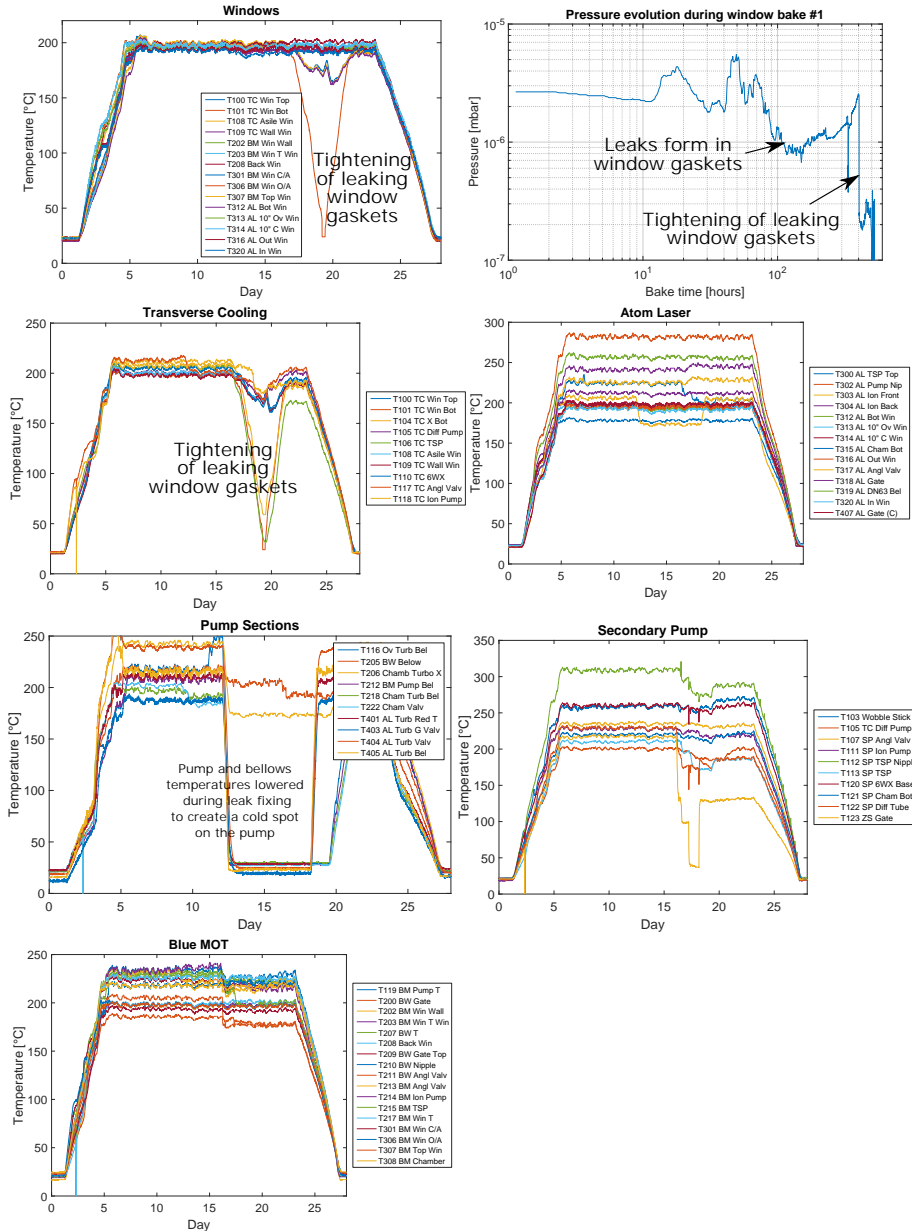 Windows
Temperature [°C]
200
150
100
50
0
0 5 10 15 20 25
Day
T100 TC Win Top
T101 TC Win Bot
T108 TC Asile Win
T109 TC Wall Win
T202 BM Win Wall
T203 BM Win T Win
T208 Back Win
T301 BM Win C/A
T306 BM Win O/A
T307 BM Top Win
T312 AL Bot Win
T313 AL 10" Ov Win
T314 AL 10" C Win
T316 AL Out Win
T320 AL In Win
Tightening
of leaking
window
gaskets
Pressure evolution during window bake #1
Pressure [mbar]
10^-5
10^-6
10^-7
10^0 10^1 10^2
Bake time [hours]
Leaks form in
window gaskets
Tightening of leaking
window gaskets
Transverse Cooling
Temperature [°C]
250
200
150
100
50
0
0 5 10 15 20 25
Day
Tightening
of leaking
window gaskets
T100 TC Win Top
T101 TC Win Bot
T104 TC X Bot
T105 TC Diff Pump
T106 TC TSP
T108 TC Asile Win
T109 TC Wall Win
T110 TC 6WX
T117 TC Angl Valv
T118 TC Ion Pump
Atom Laser
Temperature [°C]
300
250
200
150
100
50
0
0 5 10 15 20 25
Day
T300 AL TSP Top
T302 AL Pump Nip
T303 AL Ion Front
T304 AL Ion Back
T312 AL Bot Win
T313 AL 10" Ov Win
T314 AL 10" C Win
T315 AL Cham Bot
T316 AL Out Win
T317 AL Angl Valv
T318 AL Gate
T319 AL DN63 Bel
T320 AL In Win
T407 AL Gate (C)
Pump Sections
Temperature [°C]
250
200
150
100
50
0
0 5 10 15 20 25
Day
T116 Ov Turb Bel
T205 BW Below
T206 Chamb Turbo X
T212 BM Pump Bel
T218 Cham Turb Bel
T222 Cham Valv
T401 AL Turb Red T
T403 AL Turb G Valv
T404 AL Turb Valv
T405 AL Turb Bel
Pump and bellows
temperatures lowered
during leak fixing
to create a cold spot
on the pump
Secondary Pump
Temperature [°C]
350
300
250
200
150
100
50
0
0 5 10 15 20 25
Day
T103 Wobble Stick
T105 TC Diff Pump
T107 SP Angl Valv
T111 SP Ion Pump
T112 SP TSP Nipple
T113 SP TSP
T120 SP 6WX Base
T121 SP Cham Bot
T122 SP Diff Tube
T123 ZS Gate
Blue MOT
Temperature [°C]
250
200
150
100
50
0
0 5 10 15 20 25
Day
T119 BM Pump T
T200 BW Gate
T202 BM Win Wall
T203 BM Win T Win
T207 BW T
T208 Back Win
T209 BW Gate Top
T210 BW Nipple
T211 BW Angl Valv
T213 BM Angl Valv
T214 BM Ion Pump
T215 BM TSP
T217 BM Win T
T301 BM Win C/A
T306 BM Win O/A
T307 BM Top Win
T308 BM Chamber